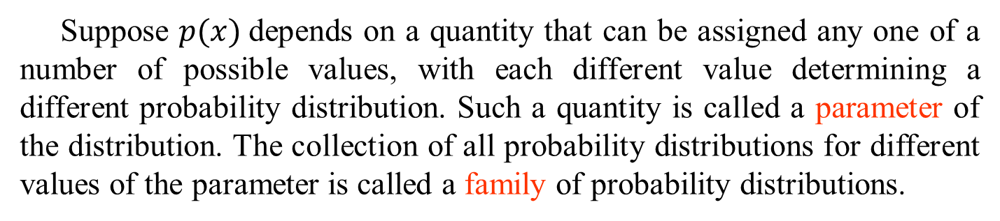 Suppose p(x) depends on a quantity that can be assigned any one of a
number of possible values, with each different value determining a
different probability distribution. Such a quantity is called a parameter of
the distribution. The collection of all probability distributions for different
values of the parameter is called a family of probability distributions.